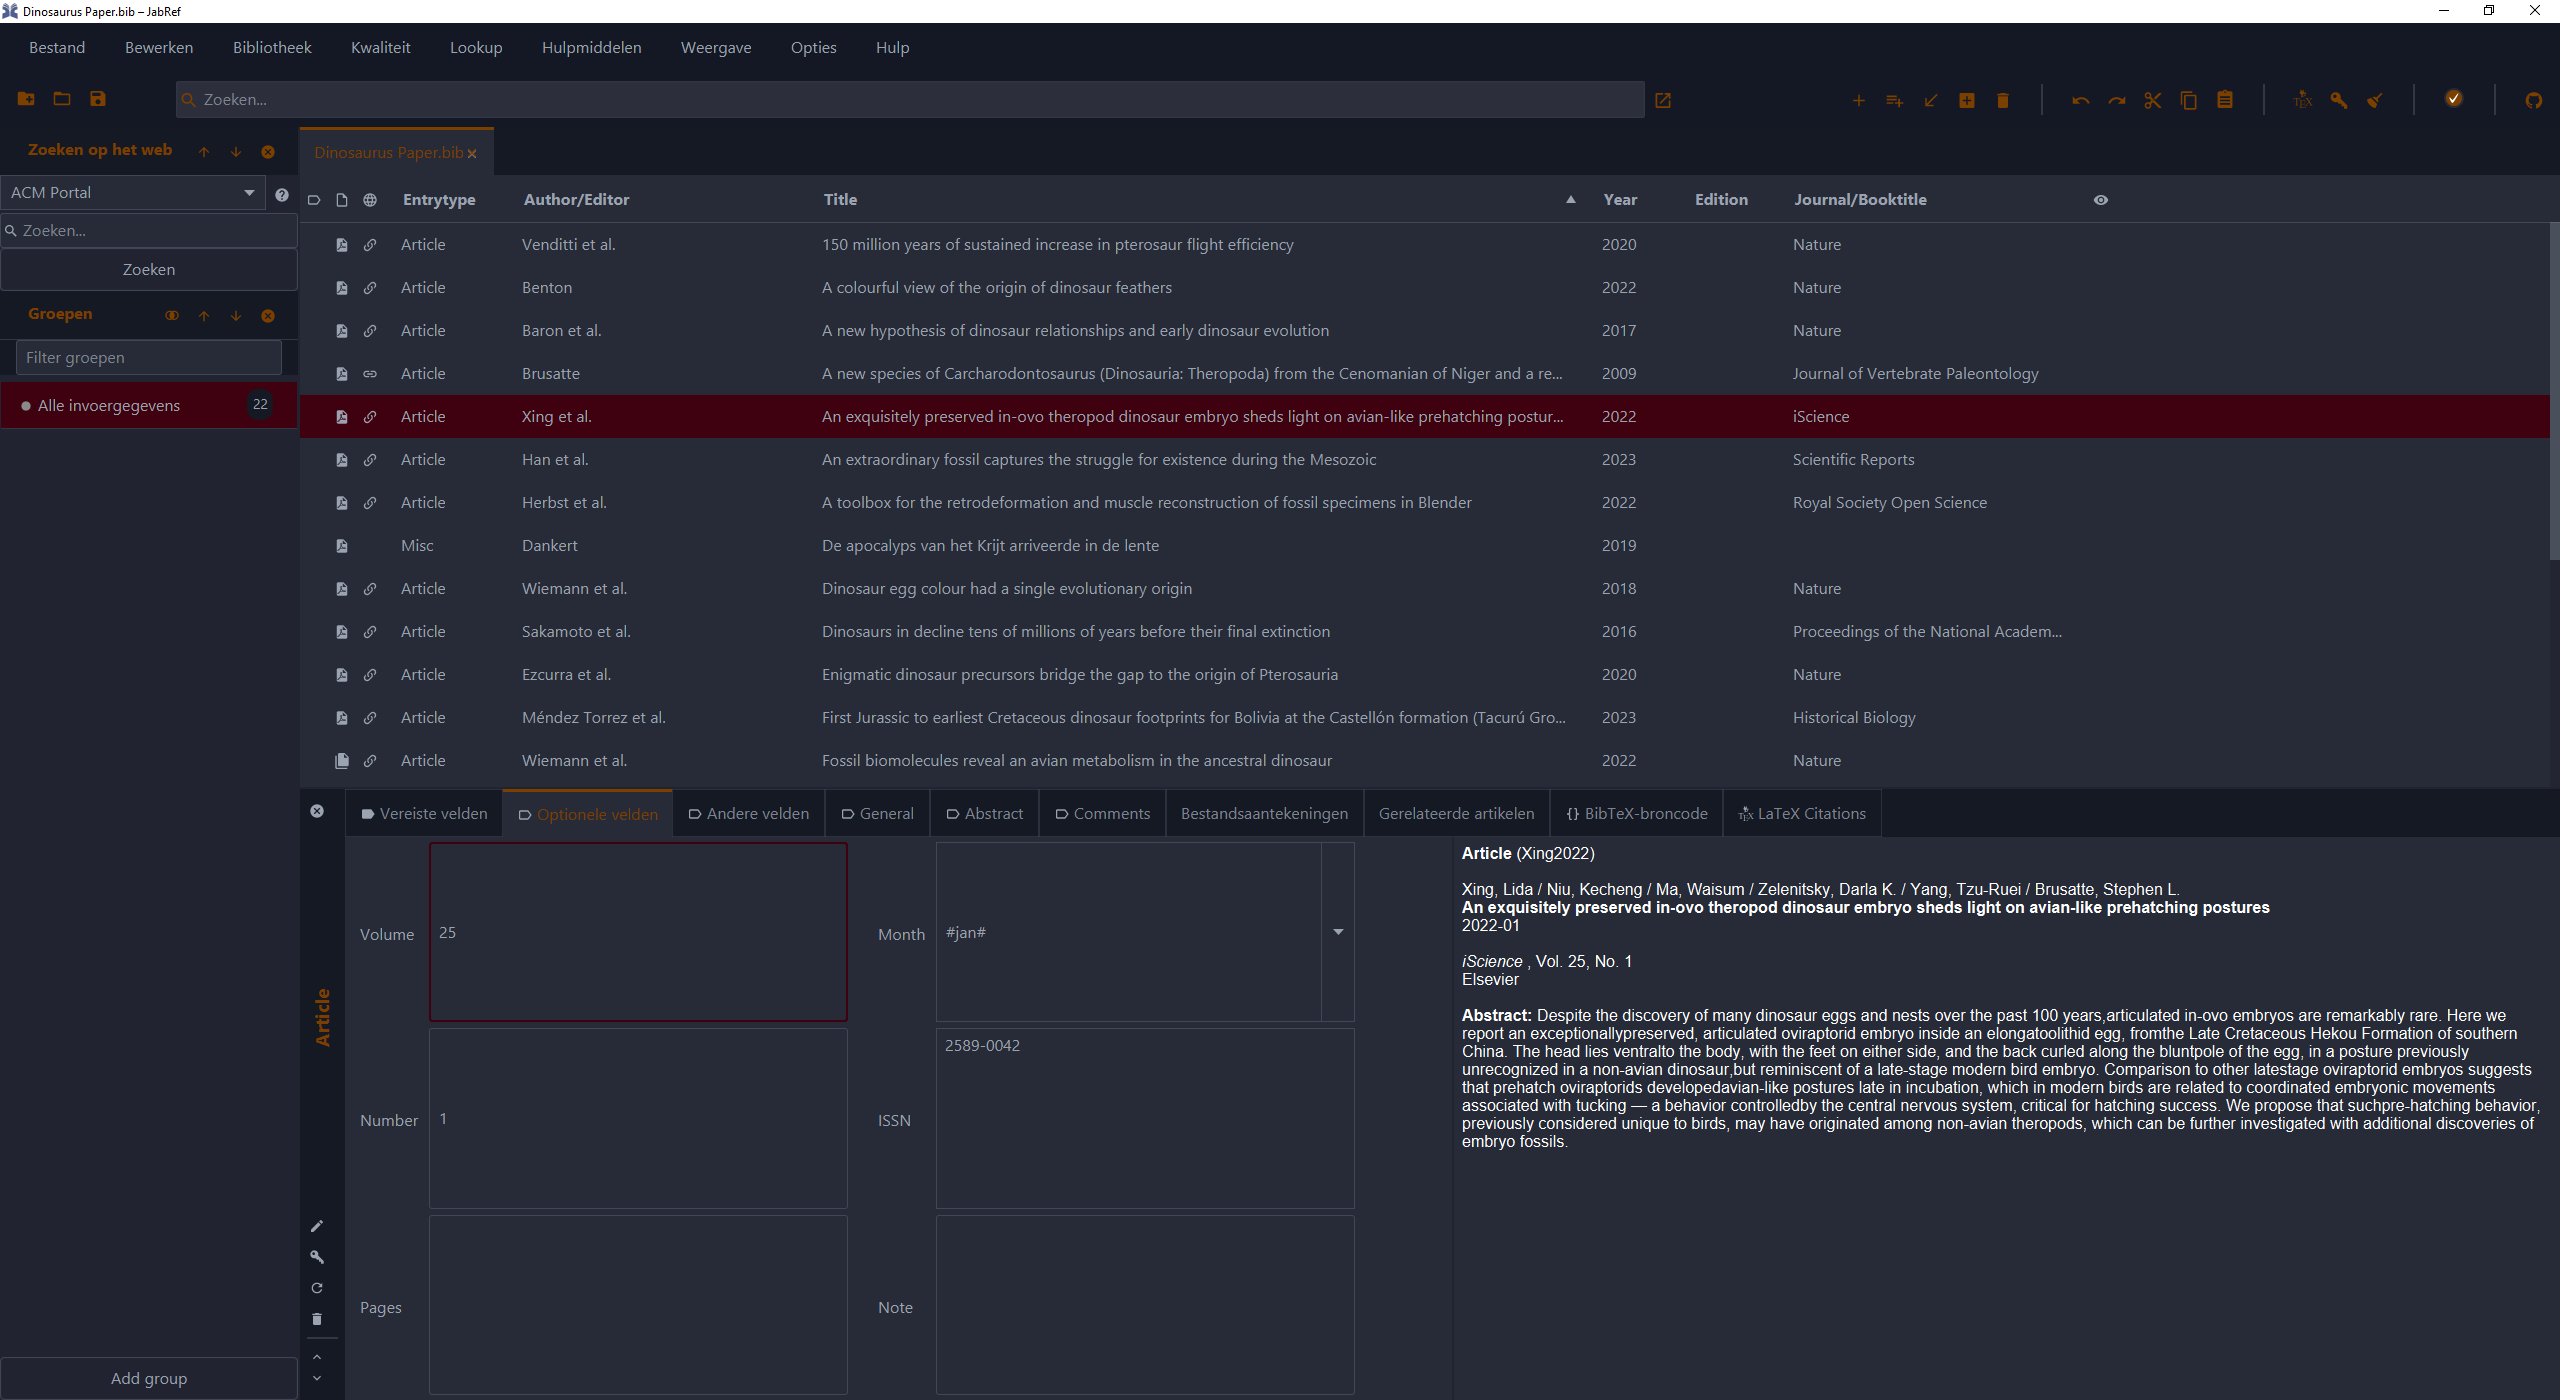 Dinosaurus Paper.bib – JabRef
Bestand Bewerken Bibliotheek Kwaliteit Lookup Hulpmiddelen Weergave Opties Hulp
Zoeken...
Zoeken op het web
ACM Portal
Zoeken...
Zoeken
Groepen
Filter groepen
Alle invoergegevens 22
Add group
Dinosaurus Paper.bib
Entrytype Author/Editor Title Year Edition Journal/Booktitle
Article Venditti et al. 150 million years of sustained increase in pterosaur flight efficiency 2020 Nature
Article Benton A colourful view of the origin of dinosaur feathers 2022 Nature
Article Baron et al. A new hypothesis of dinosaur relationships and early dinosaur evolution 2017 Nature
Article Brusatte A new species of Carcharodontosaurus (Dinosauria: Theropoda) from the Cenomanian of Niger and a re... 2009 Journal of Vertebrate Paleontology
Article Xing et al. An exquisitely preserved in-ovo theropod dinosaur embryo sheds light on avian-like prehatching postur... 2022 iScience
Article Han et al. An extraordinary fossil captures the struggle for existence during the Mesozoic 2023 Scientific Reports
Article Herbst et al. A toolbox for the retrodeformation and muscle reconstruction of fossil specimens in Blender 2022 Royal Society Open Science
Misc Dankert De apocalyps van het Krijt arriveerde in de lente 2019
Article Wiemann et al. Dinosaur egg colour had a single evolutionary origin 2018 Nature
Article Sakamoto et al. Dinosaurs in decline tens of millions of years before their final extinction 2016 Proceedings of the National Academ...
Article Ezcurra et al. Enigmatic dinosaur precursors bridge the gap to the origin of Pterosauria 2020 Nature
Article Méndez Torrez et al. First Jurassic to earliest Cretaceous dinosaur footprints for Bolivia at the Castellón formation (Tacurú Gro... 2023 Historical Biology
Article Wiemann et al. Fossil biomolecules reveal an avian metabolism in the ancestral dinosaur 2022 Nature
Vereiste velden Optionele velden Andere velden General Abstract Comments Bestandsaantekeningen Gerelateerde artikelen {} BibTeX-broncode TEX LaTeX Citations
Article
Volume 25 Month #jan#
Number 1 ISSN 2589-0042
Pages Note
Article (Xing2022)
Xing, Lida / Niu, Kecheng / Ma, Waisum / Zelenitsky, Darla K. / Yang, Tzu-Ruei / Brusatte, Stephen L.
An exquisitely preserved in-ovo theropod dinosaur embryo sheds light on avian-like prehatching postures
2022-01
iScience , Vol. 25, No. 1
Elsevier
Abstract: Despite the discovery of many dinosaur eggs and nests over the past 100 years,articulated in-ovo embryos are remarkably rare. Here we
report an exceptionallypreserved, articulated oviraptorid embryo inside an elongatoolithid egg, fromthe Late Cretaceous Hekou Formation of southern
China. The head lies ventralto the body, with the feet on either side, and the back curled along the bluntpole of the egg, in a posture previously
unrecognized in a non-avian dinosaur,but reminiscent of a late-stage modern bird embryo. Comparison to other latestage oviraptorid embryos suggests
that prehatch oviraptorids developedavian-like postures late in incubation, which in modern birds are related to coordinated embryonic movements
associated with tucking — a behavior controlledby the central nervous system, critical for hatching success. We propose that suchpre-hatching behavior,
previously considered unique to birds, may have originated among non-avian theropods, which can be further investigated with additional discoveries of
embryo fossils.